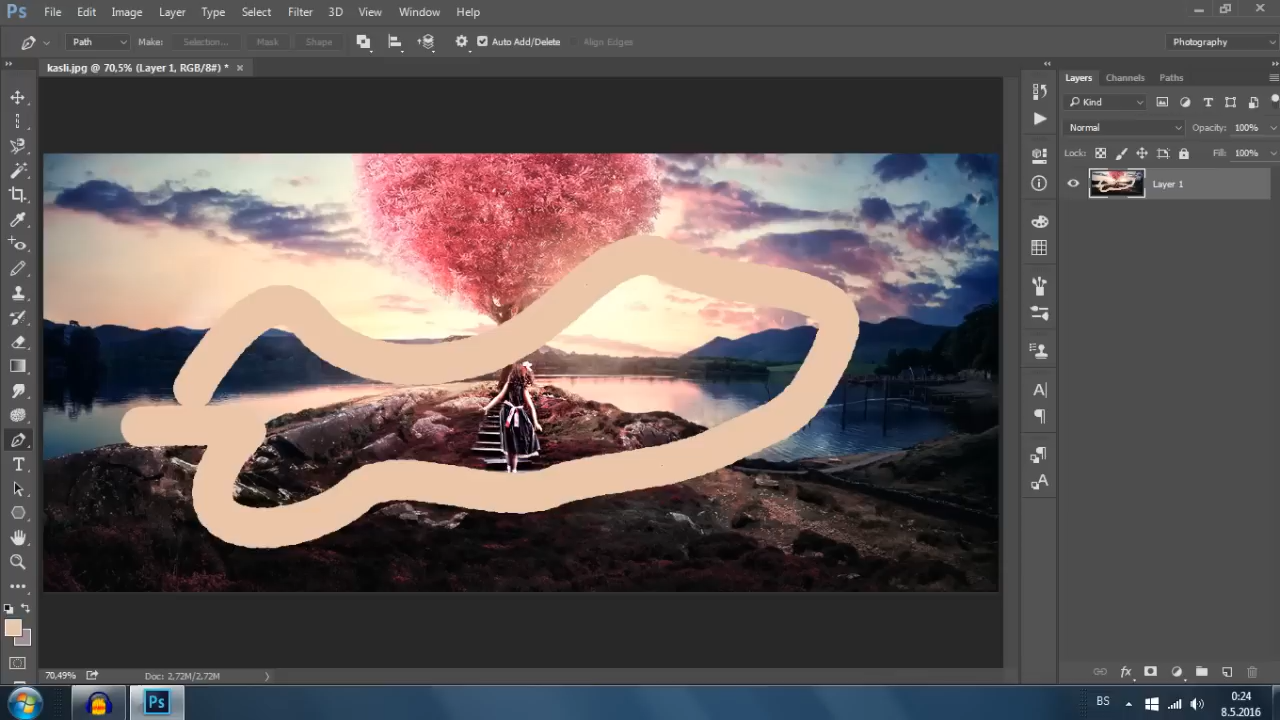 Ps File Edit Image Layer Type Select Filter 3D View Window Help
Path Make: Selection... Mask Shape Auto Add/Delete Align Edges Photography
kasli.jpg @ 70,5% (Layer 1, RGB/8#) * ×
Layers Channels Paths
Kind
Normal Opacity: 100%
Lock: Fill: 100%
Layer 1
70,49% Doc: 2,72M/2,72M
Ps BS 0:24
8.5.2016